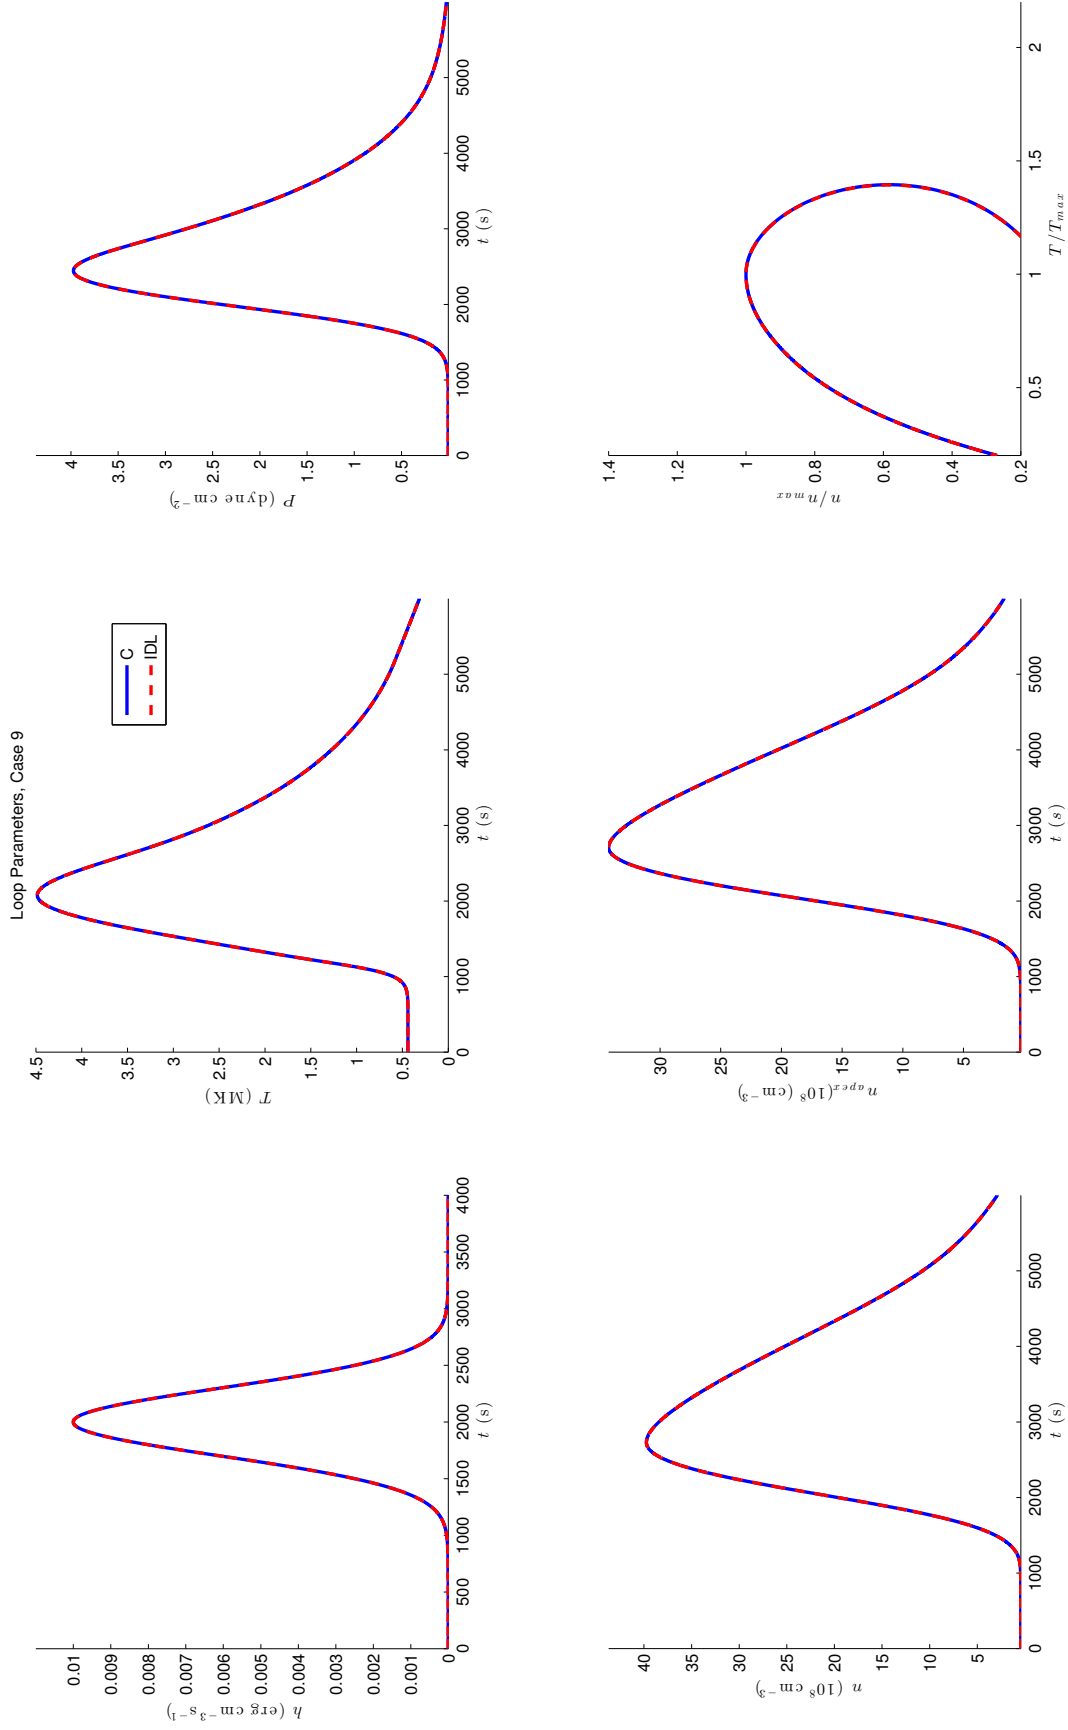 Loop Parameters, Case 9
h (erg cm⁻³s⁻¹)
0.01
0.009
0.008
0.007
0.006
0.005
0.004
0.003
0.002
0.001
0 500 1000 1500 2000 2500 3000 3500 4000
t (s)
T (MK)
4.5
4
3.5
3
2.5
2
1.5
1
0.5
0
0 1000 2000 3000 4000 5000
t (s)
C
IDL
P (dyne cm⁻²)
4
3.5
3
2.5
2
1.5
1
0.5
0 1000 2000 3000 4000 5000
t (s)
n (10⁸ cm⁻³)
40
35
30
25
20
15
10
5
0 1000 2000 3000 4000 5000
t (s)
n_apex(10⁸ (cm⁻³)
30
25
20
15
10
5
0 1000 2000 3000 4000 5000
t (s)
n/n_max
1.4
1.2
1
0.8
0.6
0.4
0.2
0.5 1 1.5 2
T/T_max